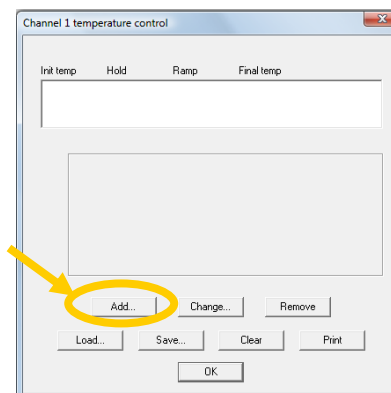 Channel 1 temperature control
Init temp Hold Ramp Final temp
Add... Change... Remove
Load... Save... Clear Print
OK